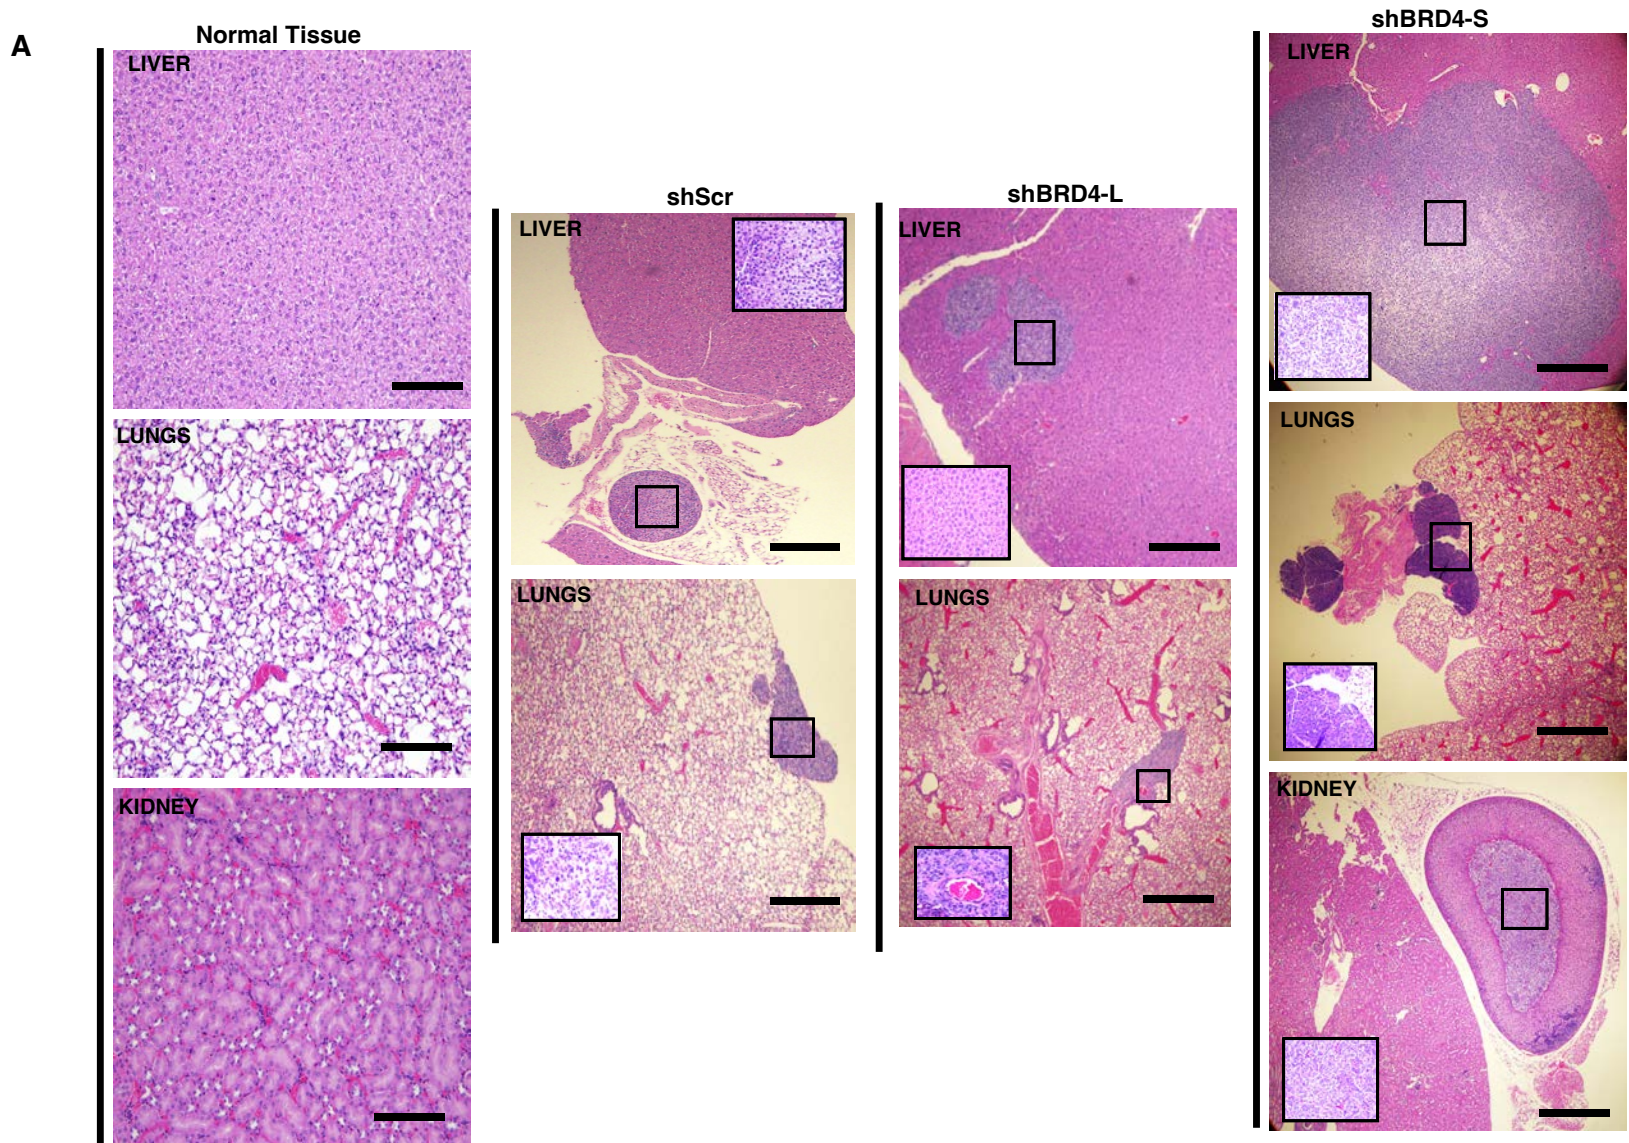 A
Normal Tissue
LIVER
LUNGS
KIDNEY
shScr
LIVER
LUNGS
shBRD4-L
LIVER
LUNGS
shBRD4-S
LIVER
LUNGS
KIDNEY